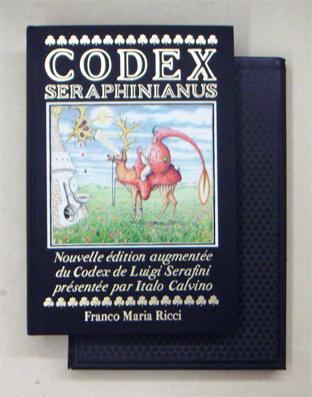 CODEX
SERAPHINIANUS
Nouvelle édition augmentée
du Codex de Luigi Serafini
présentée par Italo Calvino
Franco Maria Ricci